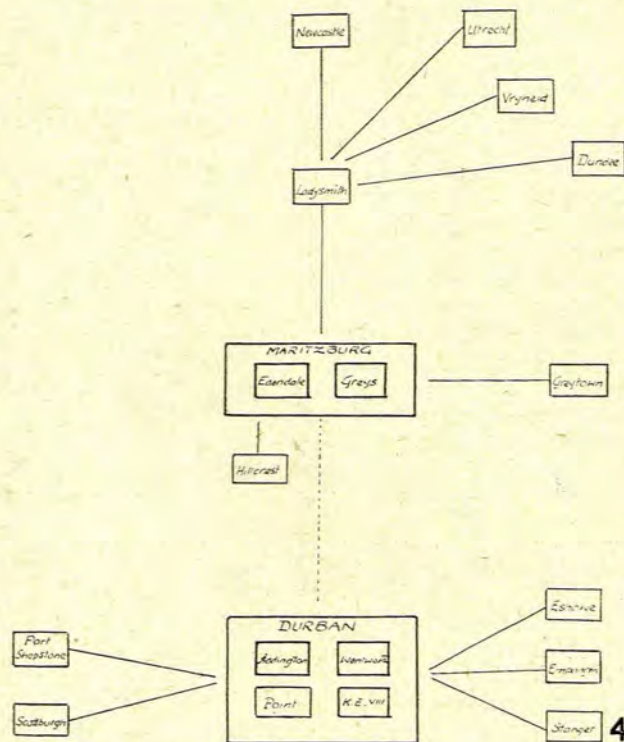 Newcastle
Utrecht
Vryheid
Dundee
Ladysmith
MARITZBURG
Edendale
Greys
Greytown
Hillcrest
DURBAN
Addington
Wentworth
Point
K.E. VIII
Port
Shepstone
Scottburgh
Eshowe
Empangeni
Stanger
4